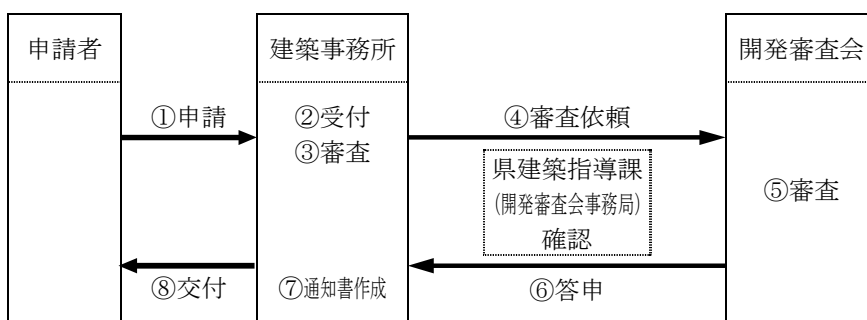 申請者
建築事務所
開発審査会
①申請
②受付
③審査
④審査依頼
県建築指導課
(開発審査会事務局)
確認
⑤審査
⑥答申
⑦通知書作成
⑧交付